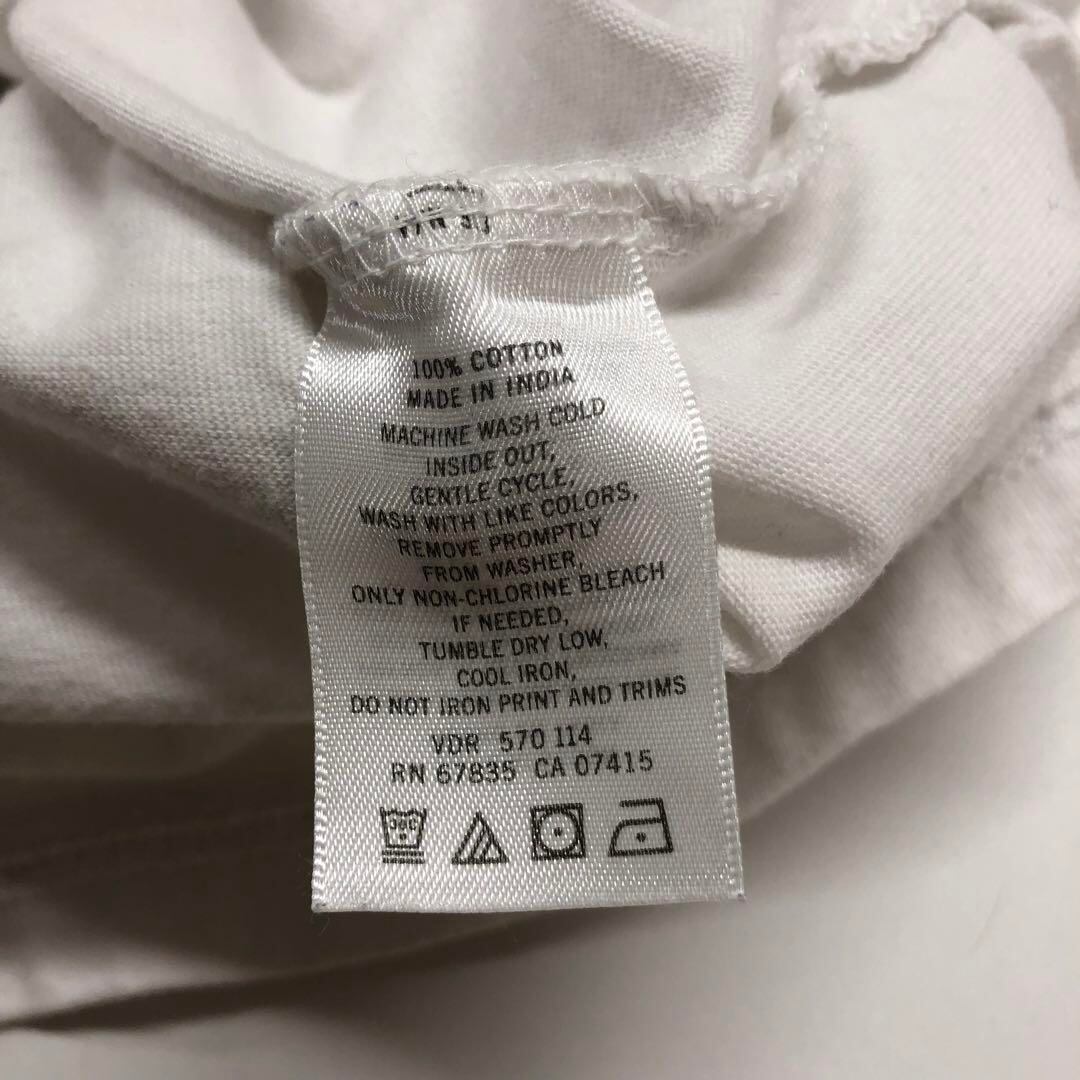 100% COTTON
MADE IN INDIA
MACHINE WASH COLD
INSIDE OUT,
GENTLE CYCLE,
WASH WITH LIKE COLORS,
REMOVE PROMPTLY
FROM WASHER,
ONLY NON-CHLORINE BLEACH
IF NEEDED,
TUMBLE DRY LOW,
COOL IRON,
DO NOT IRON PRINT AND TRIMS
VDR 570 114
RN 67835 CA 07415